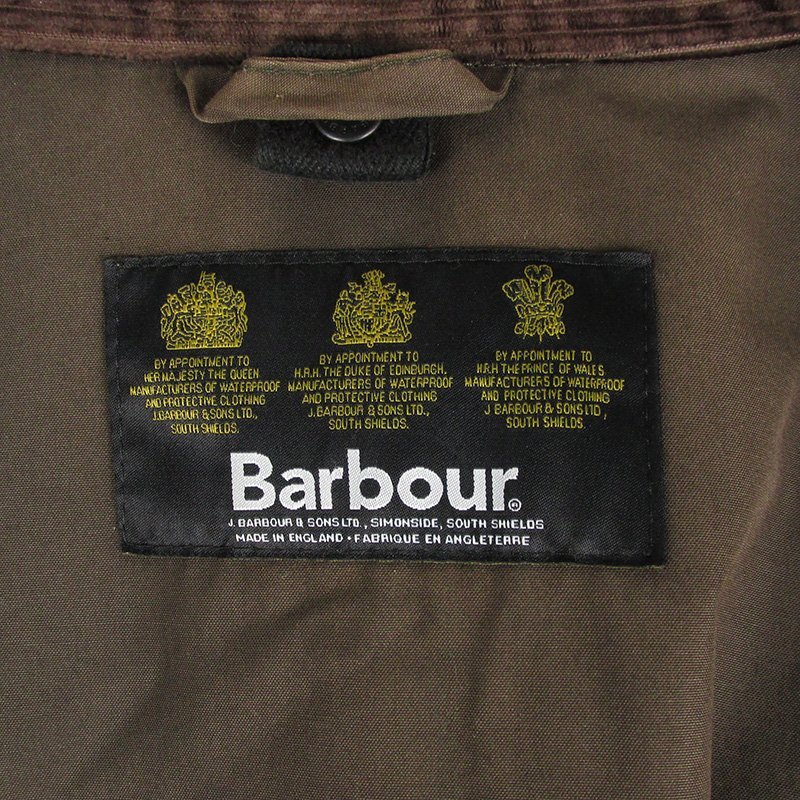 BY APPOINTMENT TO
HER MAJESTY THE QUEEN
MANUFACTURERS OF WATERPROOF
AND PROTECTIVE CLOTHING
J.BARBOUR & SONS LTD.,
SOUTH SHIELDS.
BY APPOINTMENT TO
H.R.H. THE DUKE OF EDINBURGH.
MANUFACTURERS OF WATERPROOF
AND PROTECTIVE CLOTHING
J.BARBOUR & SONS LTD.,
SOUTH SHIELDS.
BY APPOINTMENT TO
H.R.H THE PRINCE OF WALES
MANUFACTURERS OF WATERPROOF
AND PROTECTIVE CLOTHING
J BARBOUR & SONS LTD,
SOUTH SHIELDS.
Barbour®
J. BARBOUR & SONS LTD., SIMONSIDE, SOUTH SHIELDS
MADE IN ENGLAND · FABRIQUE EN ANGLETERRE